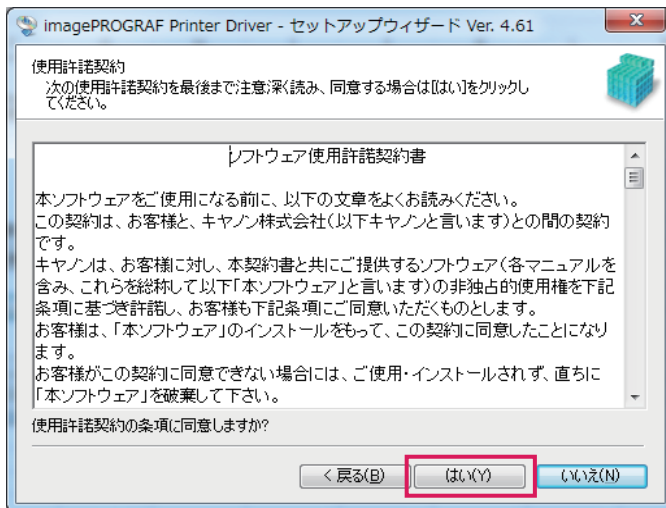 imagePROGRAF Printer Driver - セットアップウィザード Ver. 4.61
使用許諾契約
次の使用許諾契約を最後まで注意深く読み、同意する場合は[はい]をクリックし
てください。
ソフトウェア使用許諾契約書
本ソフトウェアをご使用になる前に、以下の文章をよくお読みください。
この契約は、お客様と、キヤノン株式会社(以下キヤノンと言います)との間の契約
です。
キヤノンは、お客様に対し、本契約書と共にご提供するソフトウェア(各マニュアルを
含み、これらを総称して以下「本ソフトウェア」と言います)の非独占的使用権を下記
条項に基づき許諾し、お客様も下記条項にご同意いただくものとします。
お客様は、「本ソフトウェア」のインストールをもって、この契約に同意したことになり
ます。
お客様がこの契約に同意できない場合には、ご使用・インストールされず、直ちに
「本ソフトウェア」を破棄して下さい。
使用許諾契約の条項に同意しますか?
< 戻る(B) はい(Y) いいえ(N)